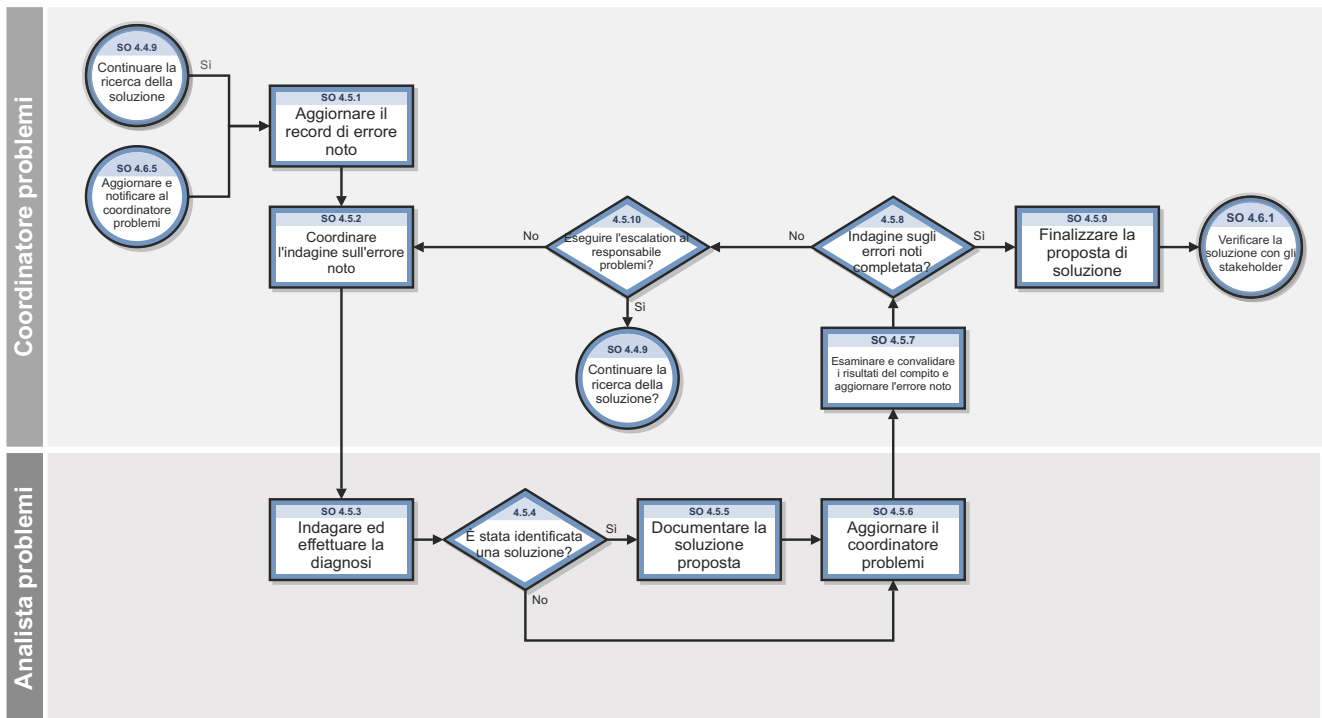 Coordinatore problemi
SO 4.4.9
Continuare la
ricerca della
soluzione
Sì
SO 4.6.5
Aggiornare e
notificare al
coordinatore
problemi
SO 4.5.1
Aggiornare il
record di errore
noto
SO 4.5.2
Coordinare
l'indagine sull'errore
noto
No
4.5.10
Eseguire l'escalation al
responsabile
problemi?
Sì
SO 4.4.9
Continuare la
ricerca della
soluzione?
No
4.5.8
Indagine sugli
errori noti
completata?
Sì
SO 4.5.9
Finalizzare la
proposta di
soluzione
SO 4.6.1
Verificare la
soluzione con gli
stakeholder
SO 4.5.7
Esaminare e convalidare
i risultati del compito e
aggiornare l'errore noto
Analista problemi
SO 4.5.3
Indagare ed
effettuare la
diagnosi
4.5.4
È stata identificata
una soluzione?
Sì
No
SO 4.5.5
Documentare la
soluzione
proposta
SO 4.5.6
Aggiornare il
coordinatore
problemi